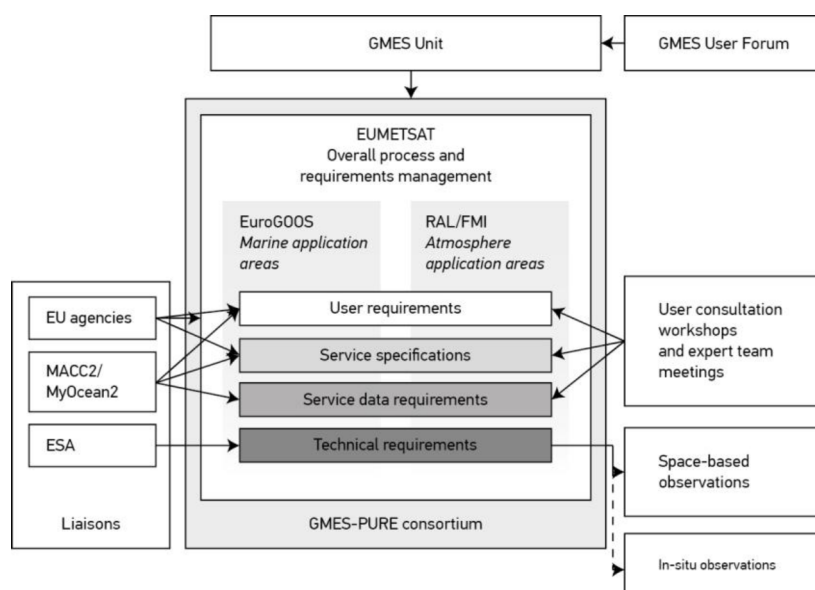 GMES Unit
GMES User Forum
EUMETSAT
Overall process and
requirements management
EuroGOOS
Marine application
areas
RAL/FMI
Atmosphere
application areas
EU agencies
MACC2/
MyOcean2
ESA
Liaisons
User requirements
Service specifications
Service data requirements
Technical requirements
GMES-PURE consortium
User consultation
workshops
and expert team
meetings
Space-based
observations
In-situ observations